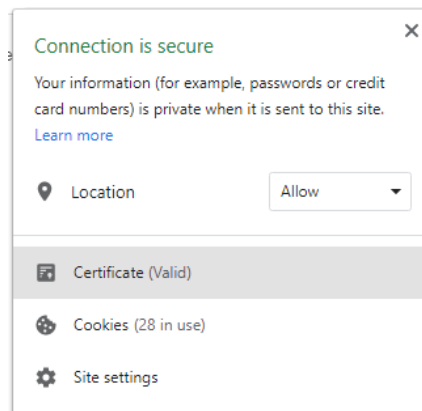 Connection is secure
Your information (for example, passwords or credit
card numbers) is private when it is sent to this site.
Learn more
Location Allow
Certificate (Valid)
Cookies (28 in use)
Site settings